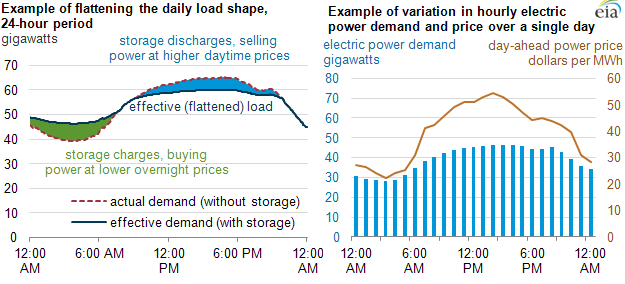 Example of flattening the daily load shape,
24-hour period
gigawatts
storage discharges, selling
power at higher daytime prices
70
60
50
40
30
20
10
0
effective (flattened) load
storage charges, buying
power at lower overnight prices
actual demand (without storage)
effective demand (with storage)
12:00
AM
6:00 AM
12:00
PM
6:00 PM
12:00
AM
Example of variation in hourly electric
power demand and price over a single day
eia
electric power demand
gigawatts
day-ahead power price
dollars per MWh
80
70
60
50
40
30
20
10
0
60
50
40
30
20
10
0
12:00
AM
6:00
AM
12:00
PM
6:00
PM
12:00
AM